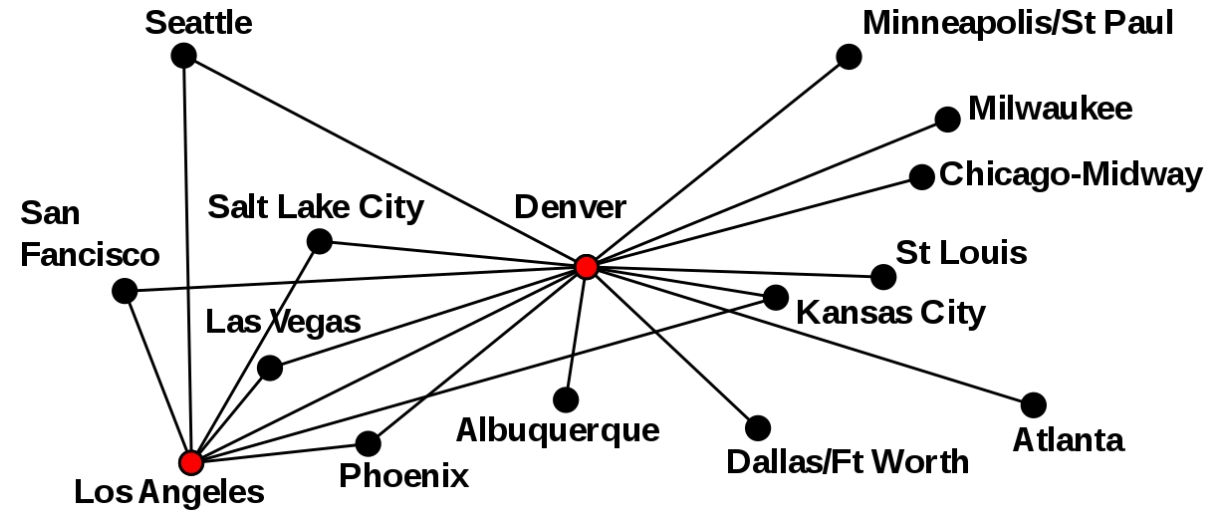 Seattle
Minneapolis/St Paul
Milwaukee
Chicago-Midway
San
Fancisco
Salt Lake City
Denver
St Louis
Kansas City
Las Vegas
Albuquerque
Atlanta
Dallas/Ft Worth
Phoenix
Los Angeles